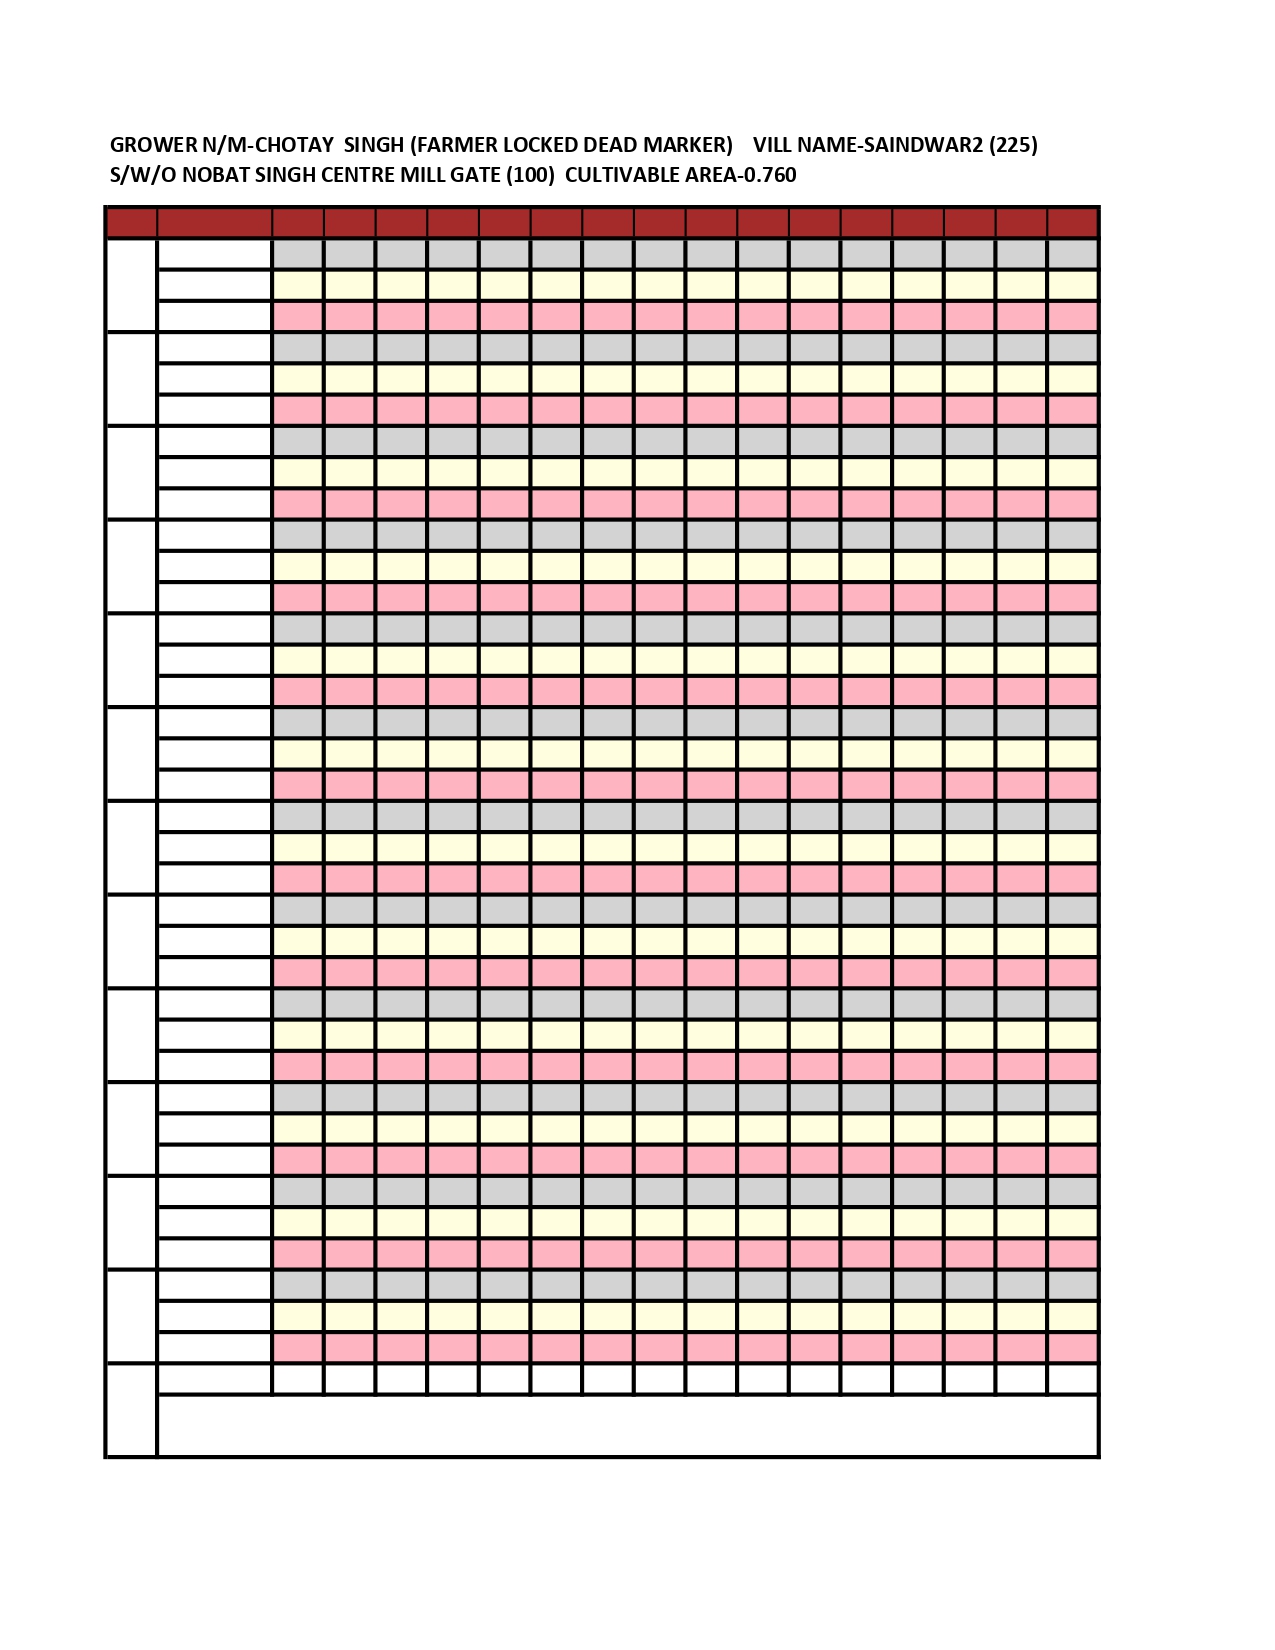 GROWER N/M-CHOTAY  SINGH (FARMER LOCKED DEAD MARKER)    VILL NAME-SAINDWAR2 (225)
S/W/O NOBAT SINGH CENTRE MILL GATE (100)  CULTIVABLE AREA-0.760